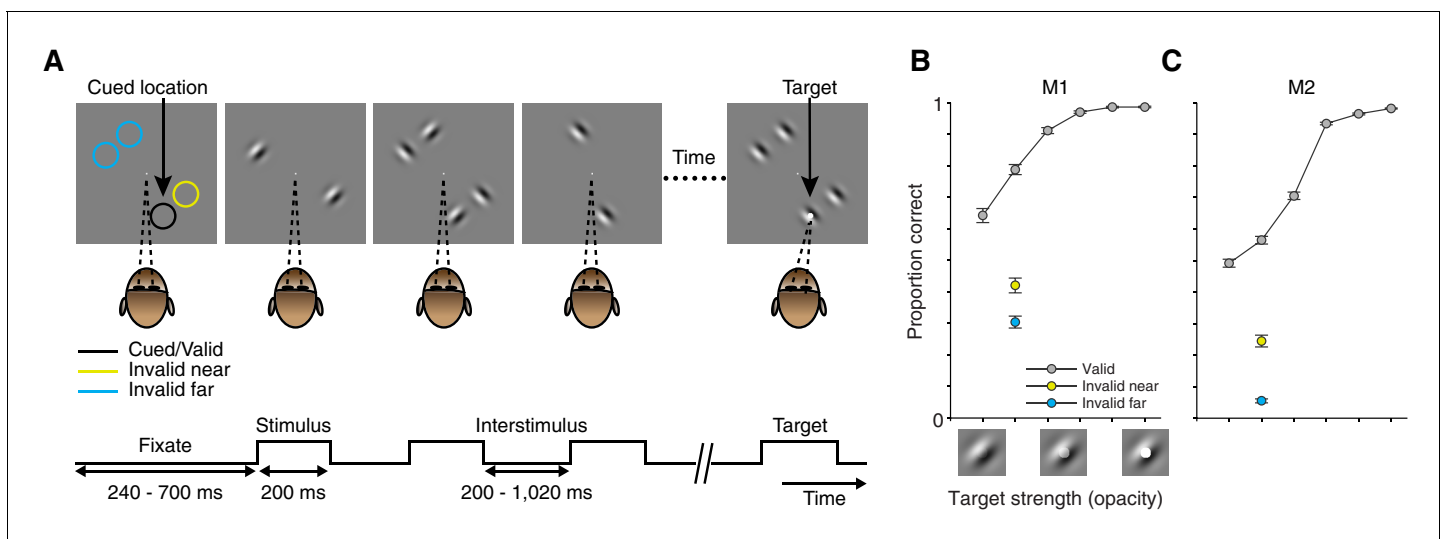 A
Cued location
Target
Time
Cued/Valid
Invalid near
Invalid far
Stimulus
Interstimulus
Target
Fixate
240 - 700 ms
200 ms
200 - 1,020 ms
Time
B
C
M1
M2
1
Proportion correct
0
Valid
Invalid near
Invalid far
Target strength (opacity)